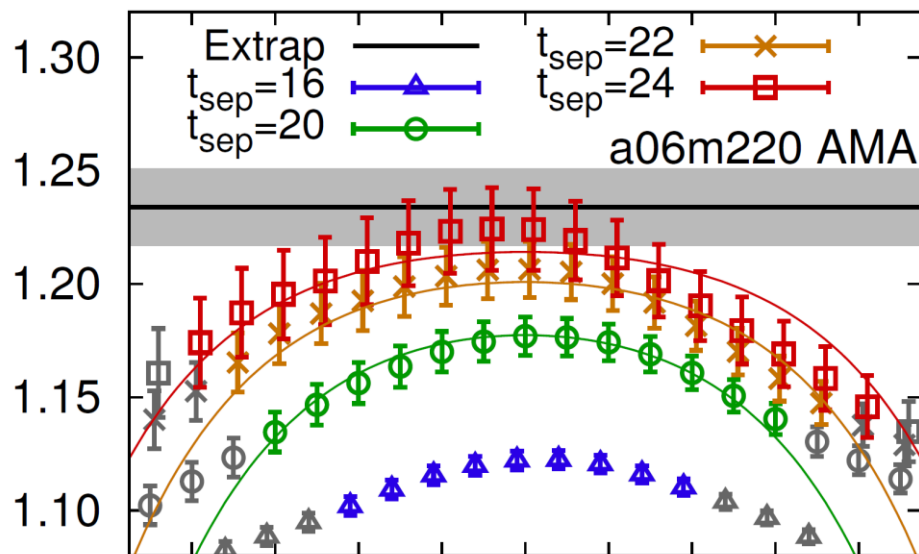 1.30
1.25
1.20
1.15
1.10
Extrap
t_sep=16
t_sep=20
t_sep=22
t_sep=24
a06m220 AMA